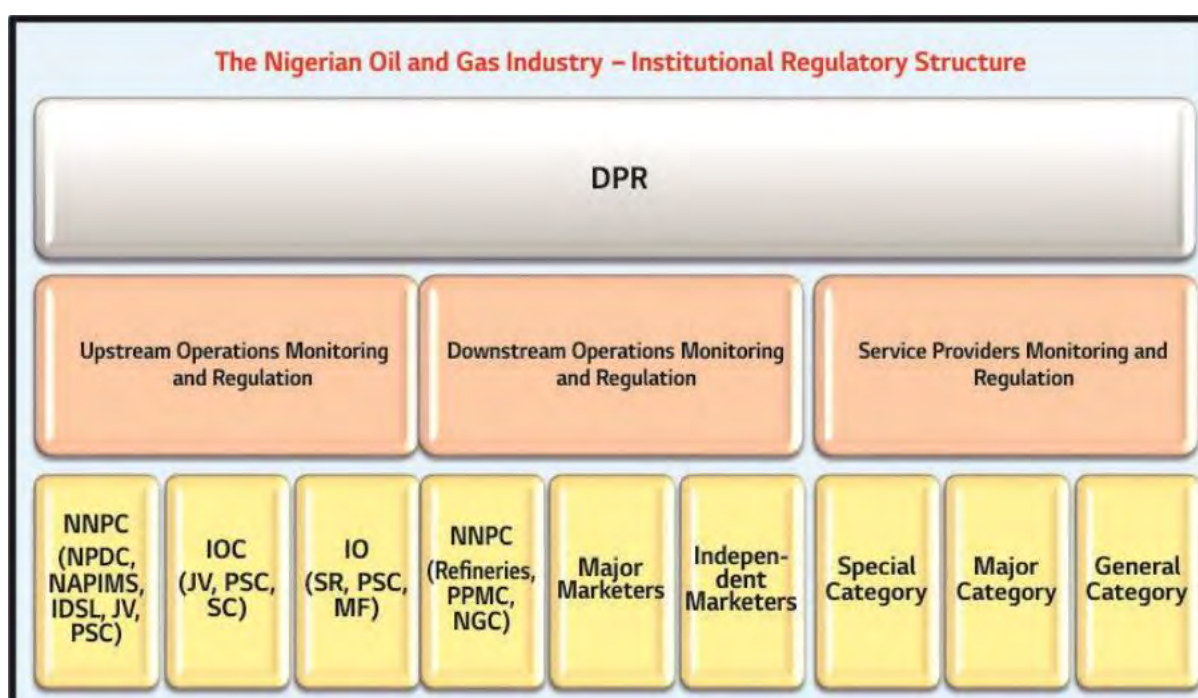 The Nigerian Oil and Gas Industry – Institutional Regulatory Structure
DPR
Upstream Operations Monitoring
and Regulation
Downstream Operations Monitoring
and Regulation
Service Providers Monitoring and
Regulation
NNPC
(NPDC,
NAPIMS,
IDSL, JV,
PSC)
IOC
(JV, PSC,
SC)
IO
(SR, PSC,
MF)
NNPC
(Refineries,
PPMC,
NGC)
Major
Marketers
Indepen-
dent
Marketers
Special
Category
Major
Category
General
Category